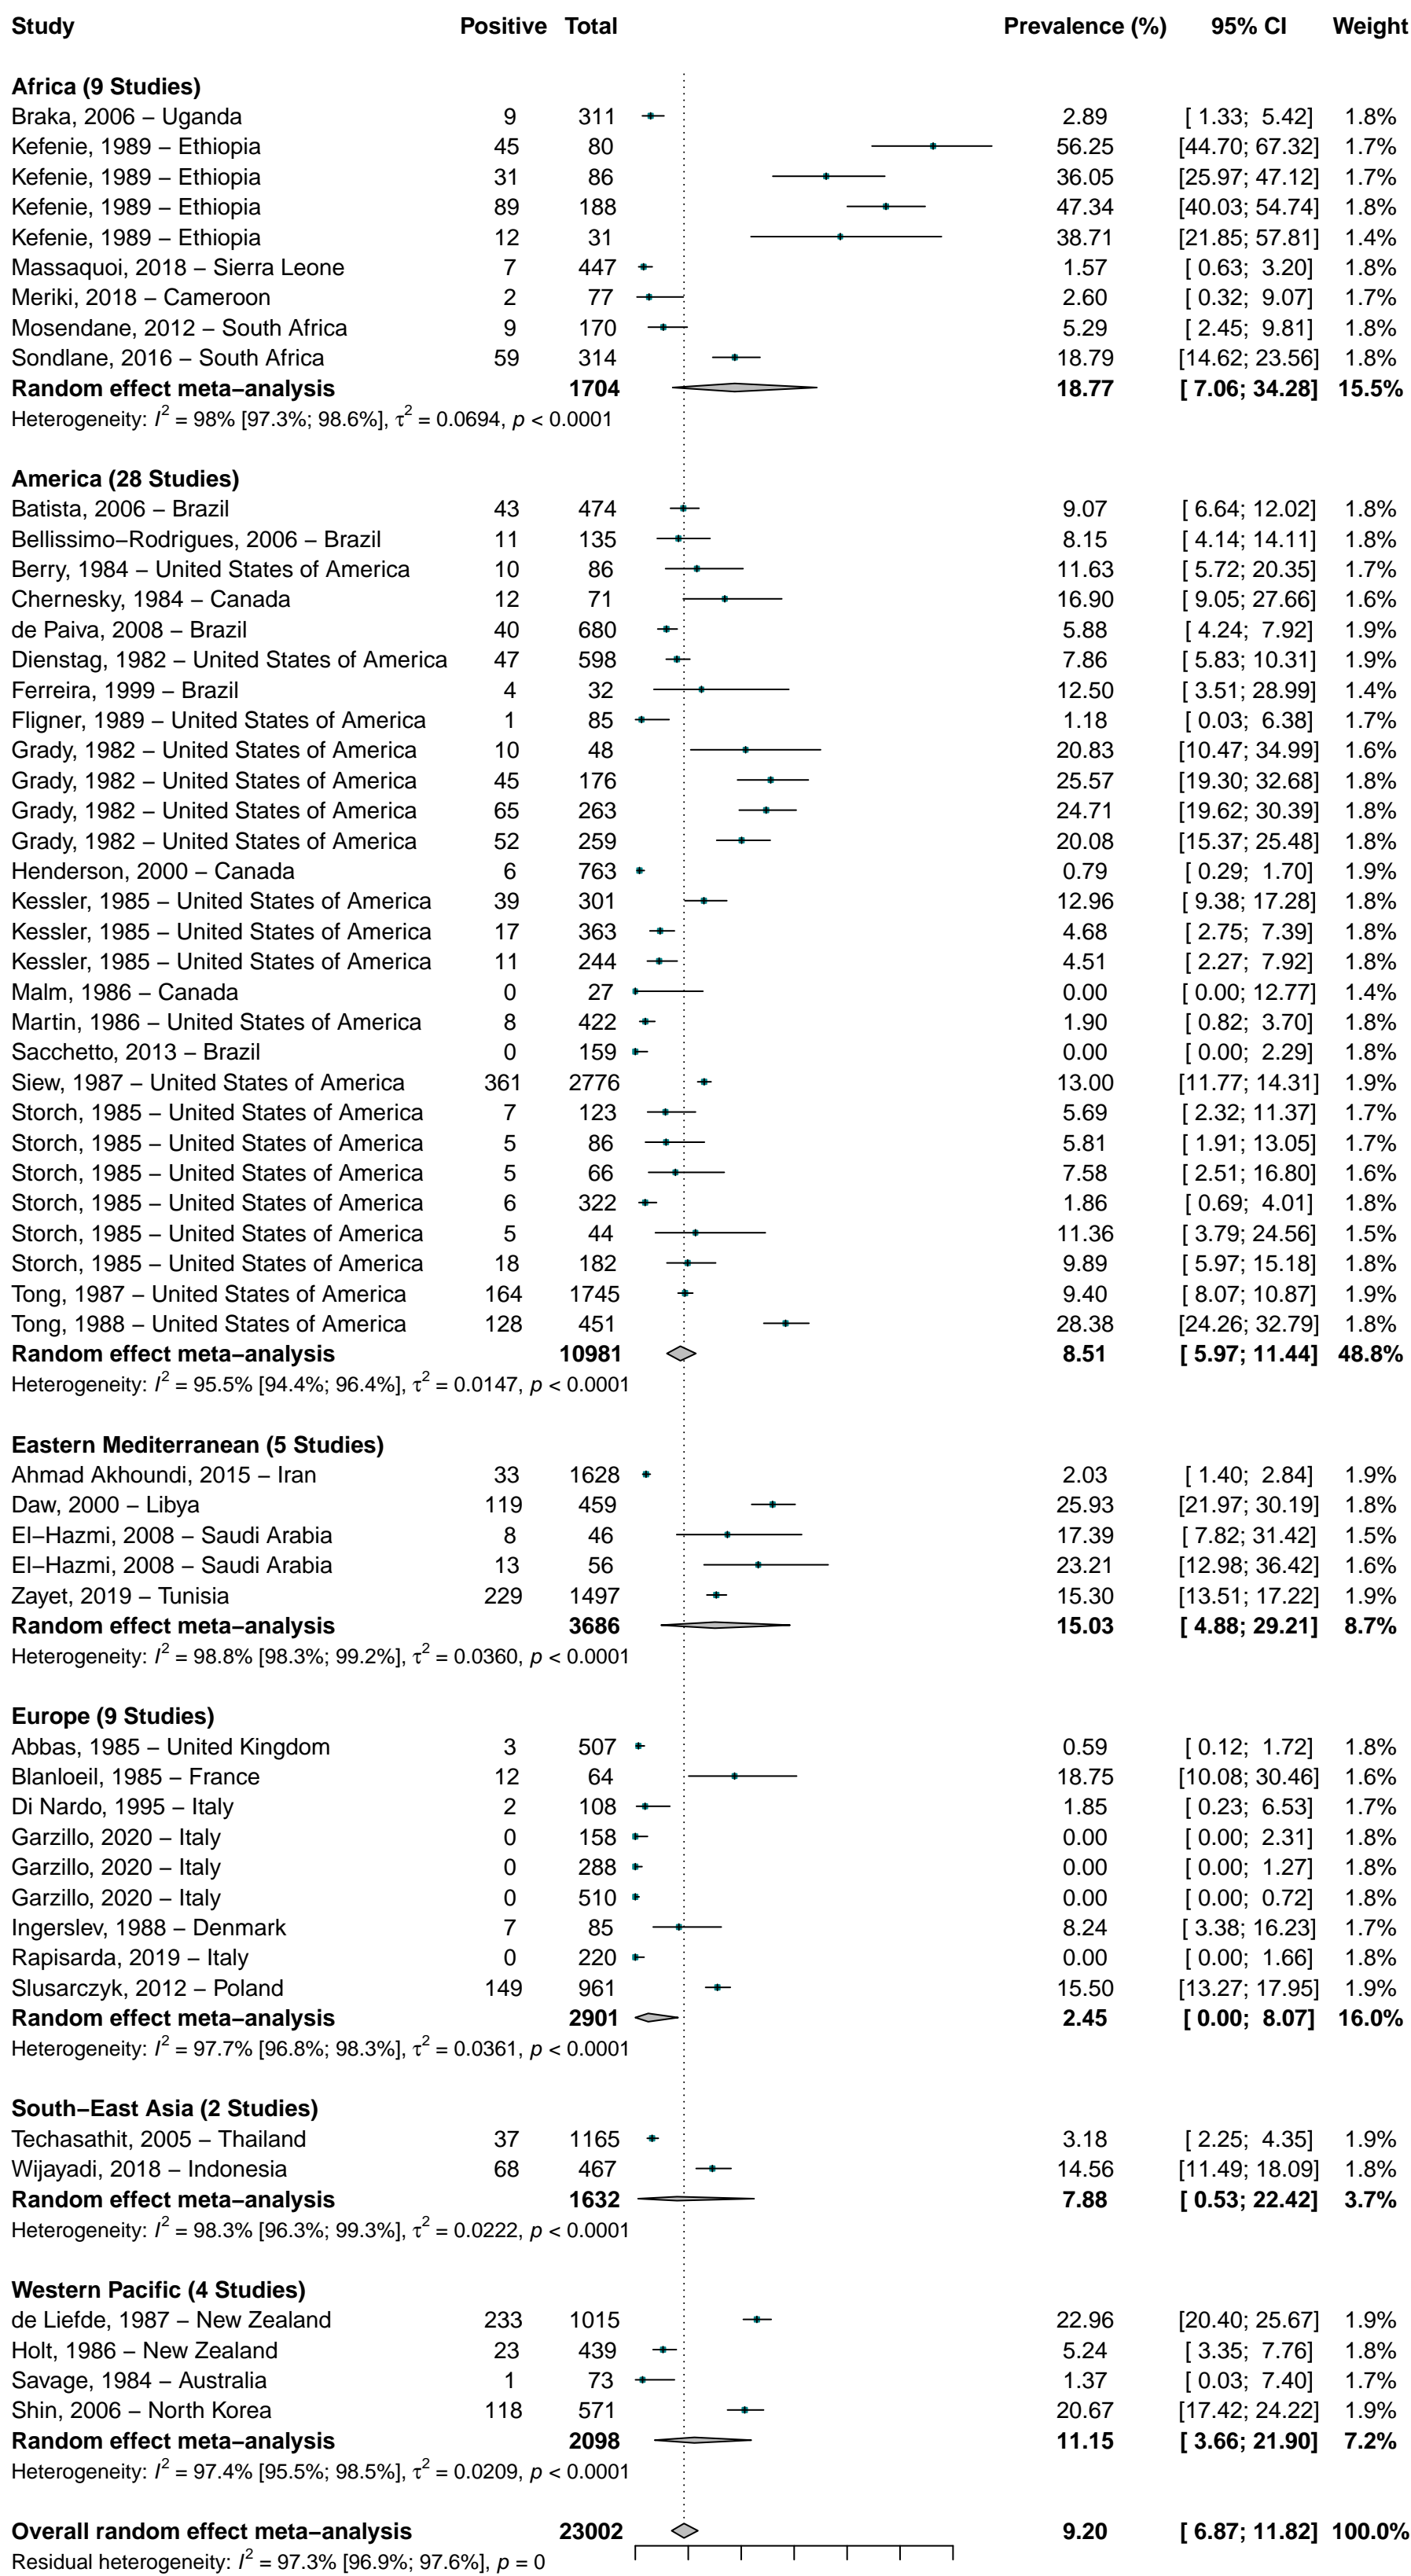 Study Positive Total Prevalence (%) 95% CI Weight
Africa (9 Studies)
Braka, 2006 − Uganda 9 311 2.89 [ 1.33; 5.42] 1.8%
Kefenie, 1989 − Ethiopia 45 80 56.25 [44.70; 67.32] 1.7%
Kefenie, 1989 − Ethiopia 31 86 36.05 [25.97; 47.12] 1.7%
Kefenie, 1989 − Ethiopia 89 188 47.34 [40.03; 54.74] 1.8%
Kefenie, 1989 − Ethiopia 12 31 38.71 [21.85; 57.81] 1.4%
Massaquoi, 2018 − Sierra Leone 7 447 1.57 [ 0.63; 3.20] 1.8%
Meriki, 2018 − Cameroon 2 77 2.60 [ 0.32; 9.07] 1.7%
Mosendane, 2012 − South Africa 9 170 5.29 [ 2.45; 9.81] 1.8%
Sondlane, 2016 − South Africa 59 314 18.79 [14.62; 23.56] 1.8%
Random effect meta−analysis 1704 18.77 [ 7.06; 34.28] 15.5%
Heterogeneity: I² = 98% [97.3%; 98.6%], τ² = 0.0694, p < 0.0001
America (28 Studies)
Batista, 2006 − Brazil 43 474 9.07 [ 6.64; 12.02] 1.8%
Bellissimo−Rodrigues, 2006 − Brazil 11 135 8.15 [ 4.14; 14.11] 1.8%
Berry, 1984 − United States of America 10 86 11.63 [ 5.72; 20.35] 1.7%
Chernesky, 1984 − Canada 12 71 16.90 [ 9.05; 27.66] 1.6%
de Paiva, 2008 − Brazil 40 680 5.88 [ 4.24; 7.92] 1.9%
Dienstag, 1982 − United States of America 47 598 7.86 [ 5.83; 10.31] 1.9%
Ferreira, 1999 − Brazil 4 32 12.50 [ 3.51; 28.99] 1.4%
Fligner, 1989 − United States of America 1 85 1.18 [ 0.03; 6.38] 1.7%
Grady, 1982 − United States of America 10 48 20.83 [10.47; 34.99] 1.6%
Grady, 1982 − United States of America 45 176 25.57 [19.30; 32.68] 1.8%
Grady, 1982 − United States of America 65 263 24.71 [19.62; 30.39] 1.8%
Grady, 1982 − United States of America 52 259 20.08 [15.37; 25.48] 1.8%
Henderson, 2000 − Canada 6 763 0.79 [ 0.29; 1.70] 1.9%
Kessler, 1985 − United States of America 39 301 12.96 [ 9.38; 17.28] 1.8%
Kessler, 1985 − United States of America 17 363 4.68 [ 2.75; 7.39] 1.8%
Kessler, 1985 − United States of America 11 244 4.51 [ 2.27; 7.92] 1.8%
Malm, 1986 − Canada 0 27 0.00 [ 0.00; 12.77] 1.4%
Martin, 1986 − United States of America 8 422 1.90 [ 0.82; 3.70] 1.8%
Sacchetto, 2013 − Brazil 0 159 0.00 [ 0.00; 2.29] 1.8%
Siew, 1987 − United States of America 361 2776 13.00 [11.77; 14.31] 1.9%
Storch, 1985 − United States of America 7 123 5.69 [ 2.32; 11.37] 1.7%
Storch, 1985 − United States of America 5 86 5.81 [ 1.91; 13.05] 1.7%
Storch, 1985 − United States of America 5 66 7.58 [ 2.51; 16.80] 1.6%
Storch, 1985 − United States of America 6 322 1.86 [ 0.69; 4.01] 1.8%
Storch, 1985 − United States of America 5 44 11.36 [ 3.79; 24.56] 1.5%
Storch, 1985 − United States of America 18 182 9.89 [ 5.97; 15.18] 1.8%
Tong, 1987 − United States of America 164 1745 9.40 [ 8.07; 10.87] 1.9%
Tong, 1988 − United States of America 128 451 28.38 [24.26; 32.79] 1.8%
Random effect meta−analysis 10981 8.51 [ 5.97; 11.44] 48.8%
Heterogeneity: I² = 95.5% [94.4%; 96.4%], τ² = 0.0147, p < 0.0001
Eastern Mediterranean (5 Studies)
Ahmad Akhoundi, 2015 − Iran 33 1628 2.03 [ 1.40; 2.84] 1.9%
Daw, 2000 − Libya 119 459 25.93 [21.97; 30.19] 1.8%
El−Hazmi, 2008 − Saudi Arabia 8 46 17.39 [ 7.82; 31.42] 1.5%
El−Hazmi, 2008 − Saudi Arabia 13 56 23.21 [12.98; 36.42] 1.6%
Zayet, 2019 − Tunisia 229 1497 15.30 [13.51; 17.22] 1.9%
Random effect meta−analysis 3686 15.03 [ 4.88; 29.21] 8.7%
Heterogeneity: I² = 98.8% [98.3%; 99.2%], τ² = 0.0360, p < 0.0001
Europe (9 Studies)
Abbas, 1985 − United Kingdom 3 507 0.59 [ 0.12; 1.72] 1.8%
Blanloeil, 1985 − France 12 64 18.75 [10.08; 30.46] 1.6%
Di Nardo, 1995 − Italy 2 108 1.85 [ 0.23; 6.53] 1.7%
Garzillo, 2020 − Italy 0 158 0.00 [ 0.00; 2.31] 1.8%
Garzillo, 2020 − Italy 0 288 0.00 [ 0.00; 1.27] 1.8%
Garzillo, 2020 − Italy 0 510 0.00 [ 0.00; 0.72] 1.8%
Ingerslev, 1988 − Denmark 7 85 8.24 [ 3.38; 16.23] 1.7%
Rapisarda, 2019 − Italy 0 220 0.00 [ 0.00; 1.66] 1.8%
Slusarczyk, 2012 − Poland 149 961 15.50 [13.27; 17.95] 1.9%
Random effect meta−analysis 2901 2.45 [ 0.00; 8.07] 16.0%
Heterogeneity: I² = 97.7% [96.8%; 98.3%], τ² = 0.0361, p < 0.0001
South−East Asia (2 Studies)
Techasathit, 2005 − Thailand 37 1165 3.18 [ 2.25; 4.35] 1.9%
Wijayadi, 2018 − Indonesia 68 467 14.56 [11.49; 18.09] 1.8%
Random effect meta−analysis 1632 7.88 [ 0.53; 22.42] 3.7%
Heterogeneity: I² = 98.3% [96.3%; 99.3%], τ² = 0.0222, p < 0.0001
Western Pacific (4 Studies)
de Liefde, 1987 − New Zealand 233 1015 22.96 [20.40; 25.67] 1.9%
Holt, 1986 − New Zealand 23 439 5.24 [ 3.35; 7.76] 1.8%
Savage, 1984 − Australia 1 73 1.37 [ 0.03; 7.40] 1.7%
Shin, 2006 − North Korea 118 571 20.67 [17.42; 24.22] 1.9%
Random effect meta−analysis 2098 11.15 [ 3.66; 21.90] 7.2%
Heterogeneity: I² = 97.4% [95.5%; 98.5%], τ² = 0.0209, p < 0.0001
Overall random effect meta−analysis 23002 9.20 [ 6.87; 11.82] 100.0%
Residual heterogeneity: I² = 97.3% [96.9%; 97.6%], p = 0